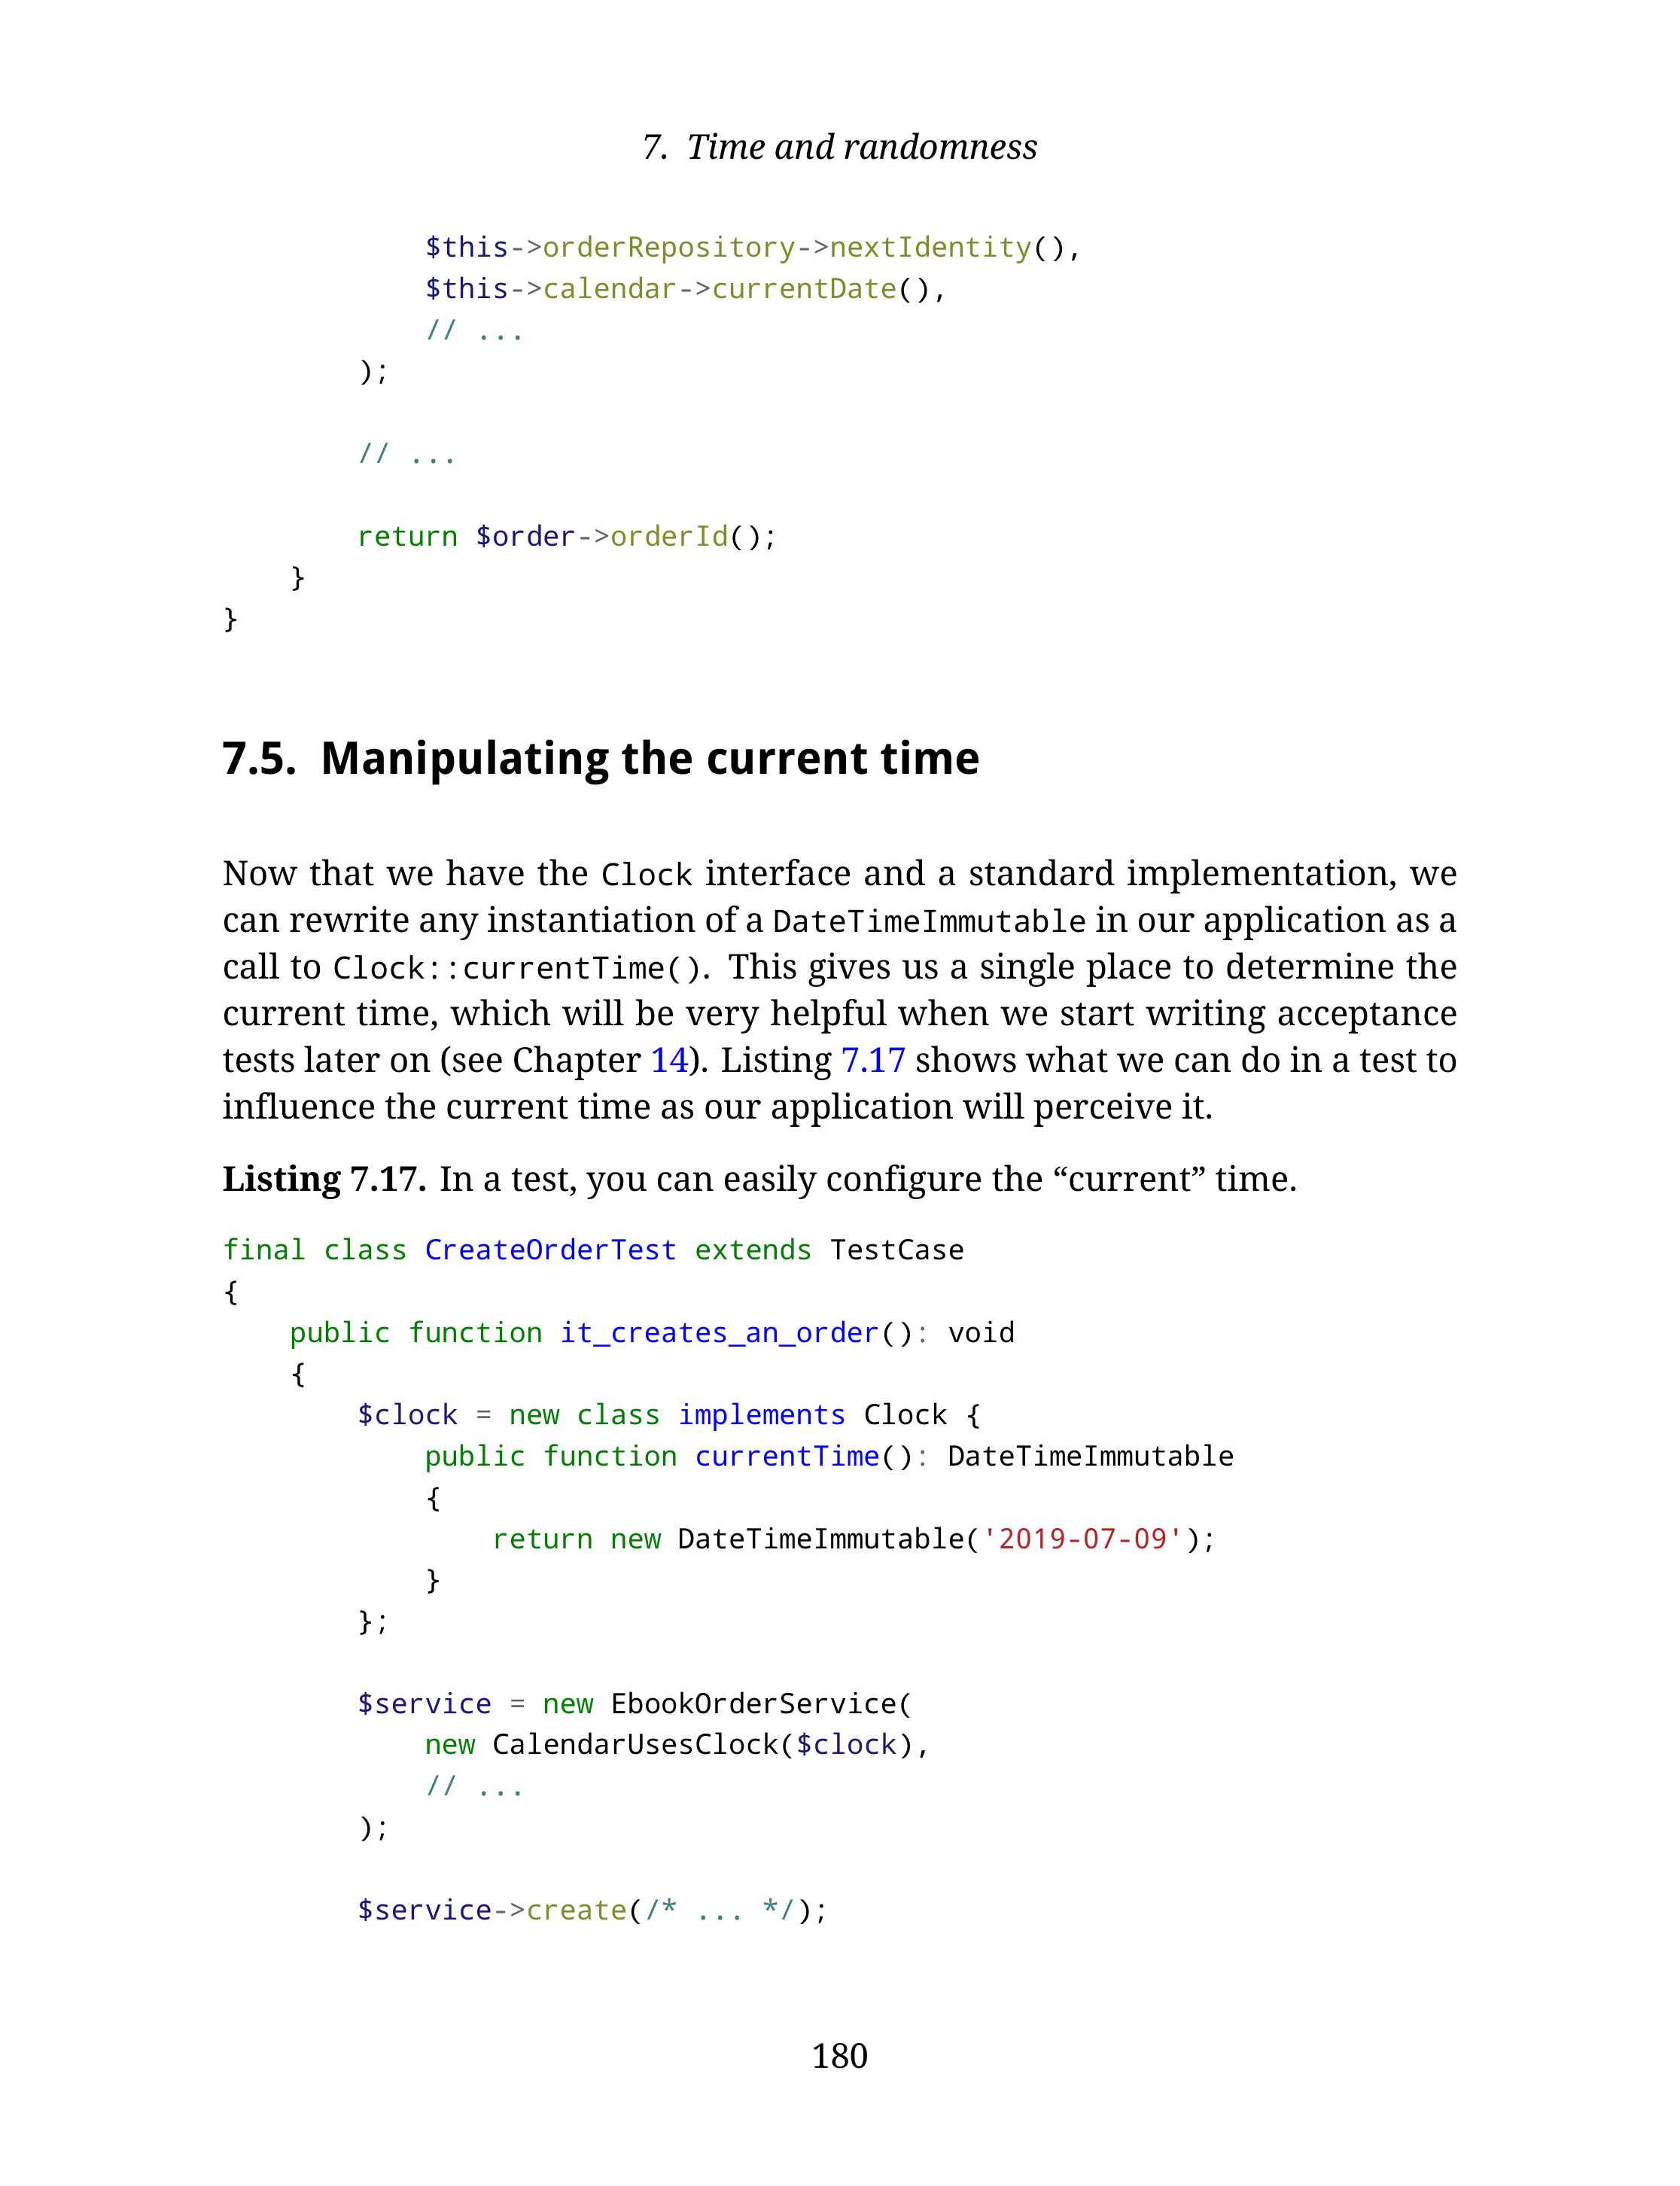 7. Time and randomness
            $this->orderRepository->nextIdentity(),
            $this->calendar->currentDate(),
            // ...
        );
        // ...
        return $order->orderId();
    }
}
7.5. Manipulating the current time
Now that we have the Clock interface and a standard implementation, we
can rewrite any instantiation of a DateTimeImmutable in our application as a
call to Clock::currentTime(). This gives us a single place to determine the
current time, which will be very helpful when we start writing acceptance
tests later on (see Chapter 14). Listing 7.17 shows what we can do in a test to
influence the current time as our application will perceive it.
Listing 7.17. In a test, you can easily configure the “current” time.
final class CreateOrderTest extends TestCase
{
    public function it_creates_an_order(): void
    {
        $clock = new class implements Clock {
            public function currentTime(): DateTimeImmutable
            {
                return new DateTimeImmutable('2019-07-09');
            }
        };
        $service = new EbookOrderService(
            new CalendarUsesClock($clock),
            // ...
        );
        $service->create(/* ... */);
180